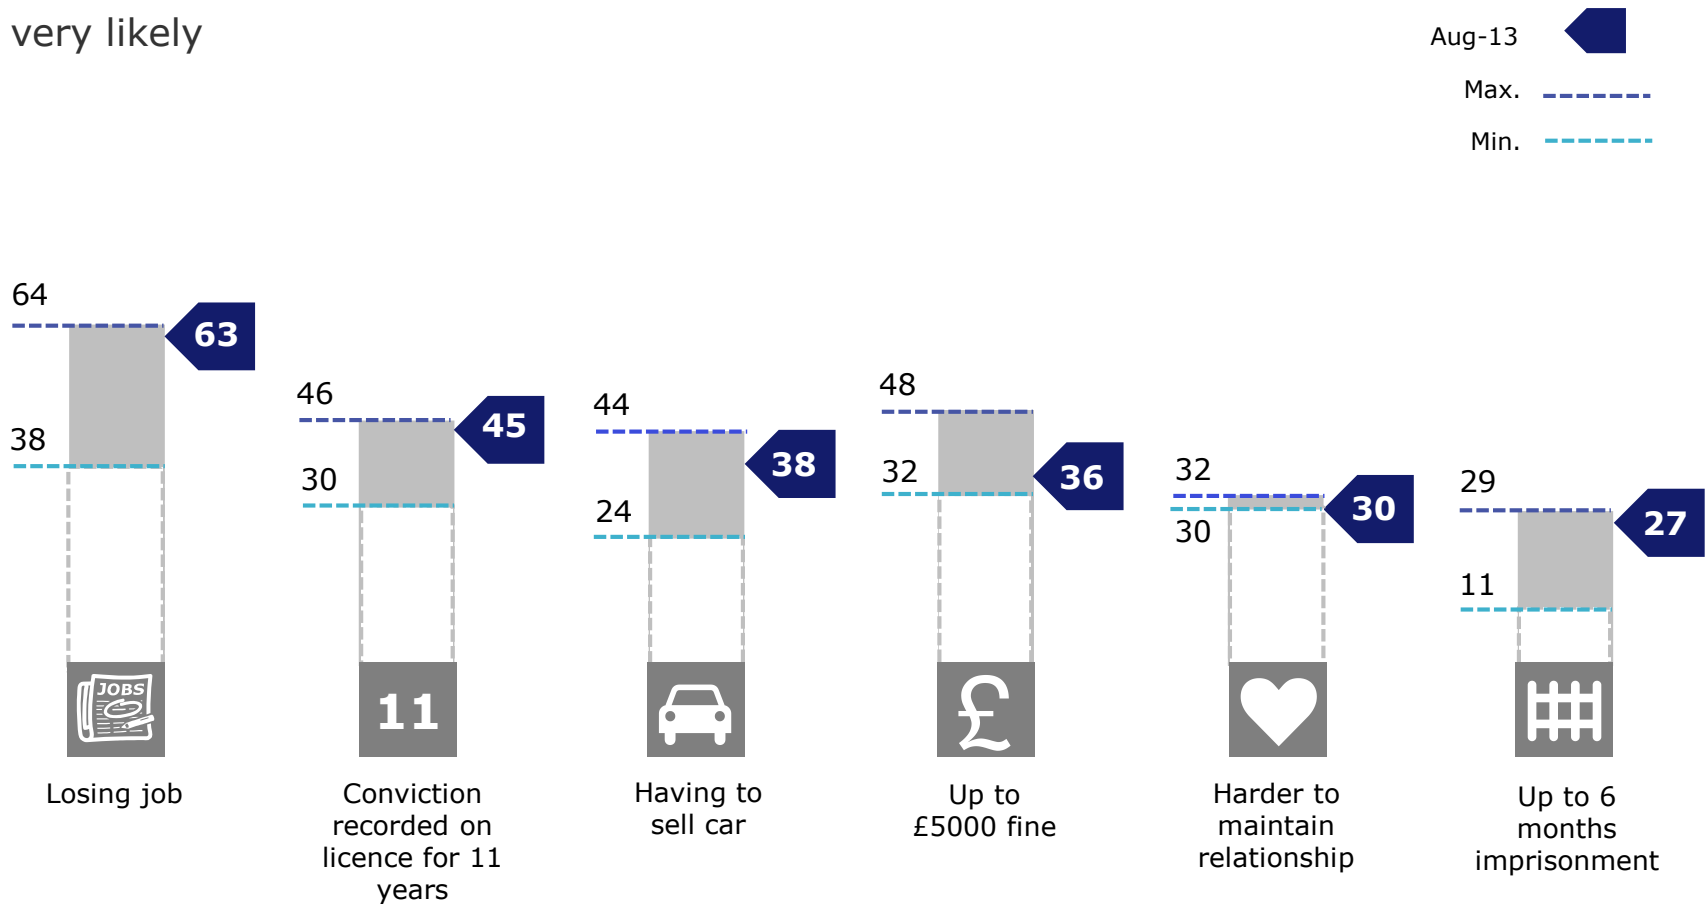 very likely
Aug-13
Max.
Min.
64
38
63
46
30
45
44
24
38
48
32
36
32
30
30
29
11
27
JOBS
11
£
Losing job
Conviction
recorded on
licence for 11
years
Having to
sell car
Up to
£5000 fine
Harder to
maintain
relationship
Up to 6
months
imprisonment